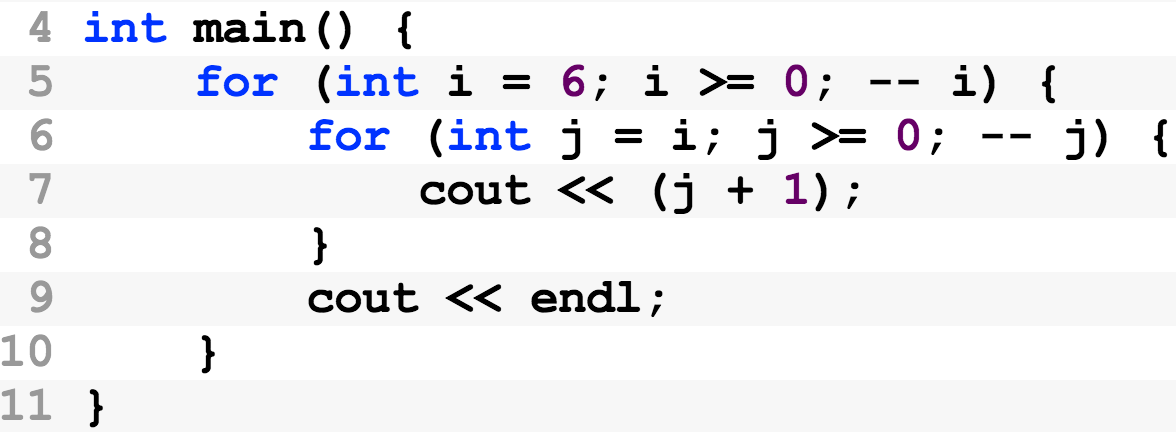 4 int main() {
5 for (int i = 6; i >= 0; -- i) {
6 for (int j = i; j >= 0; -- j) {
7 cout << (j + 1);
8 }
9 cout << endl;
10 }
11 }